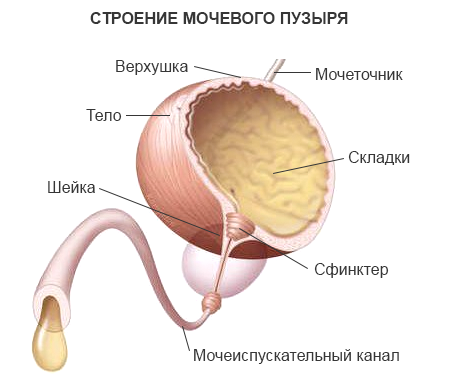 СТРОЕНИЕ МОЧЕВОГО ПУЗЫРЯ
Верхушка
Мочеточник
Тело
Складки
Шейка
Сфинктер
Мочеиспускательный канал